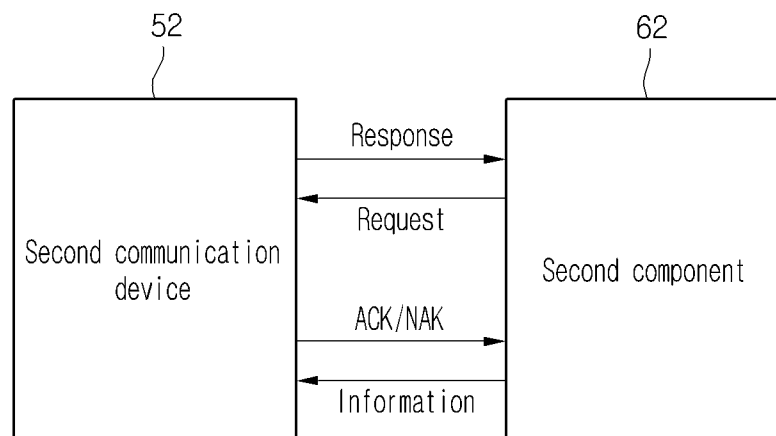 52
62
Response
Request
Second communication
device
Second component
ACK/NAK
Information